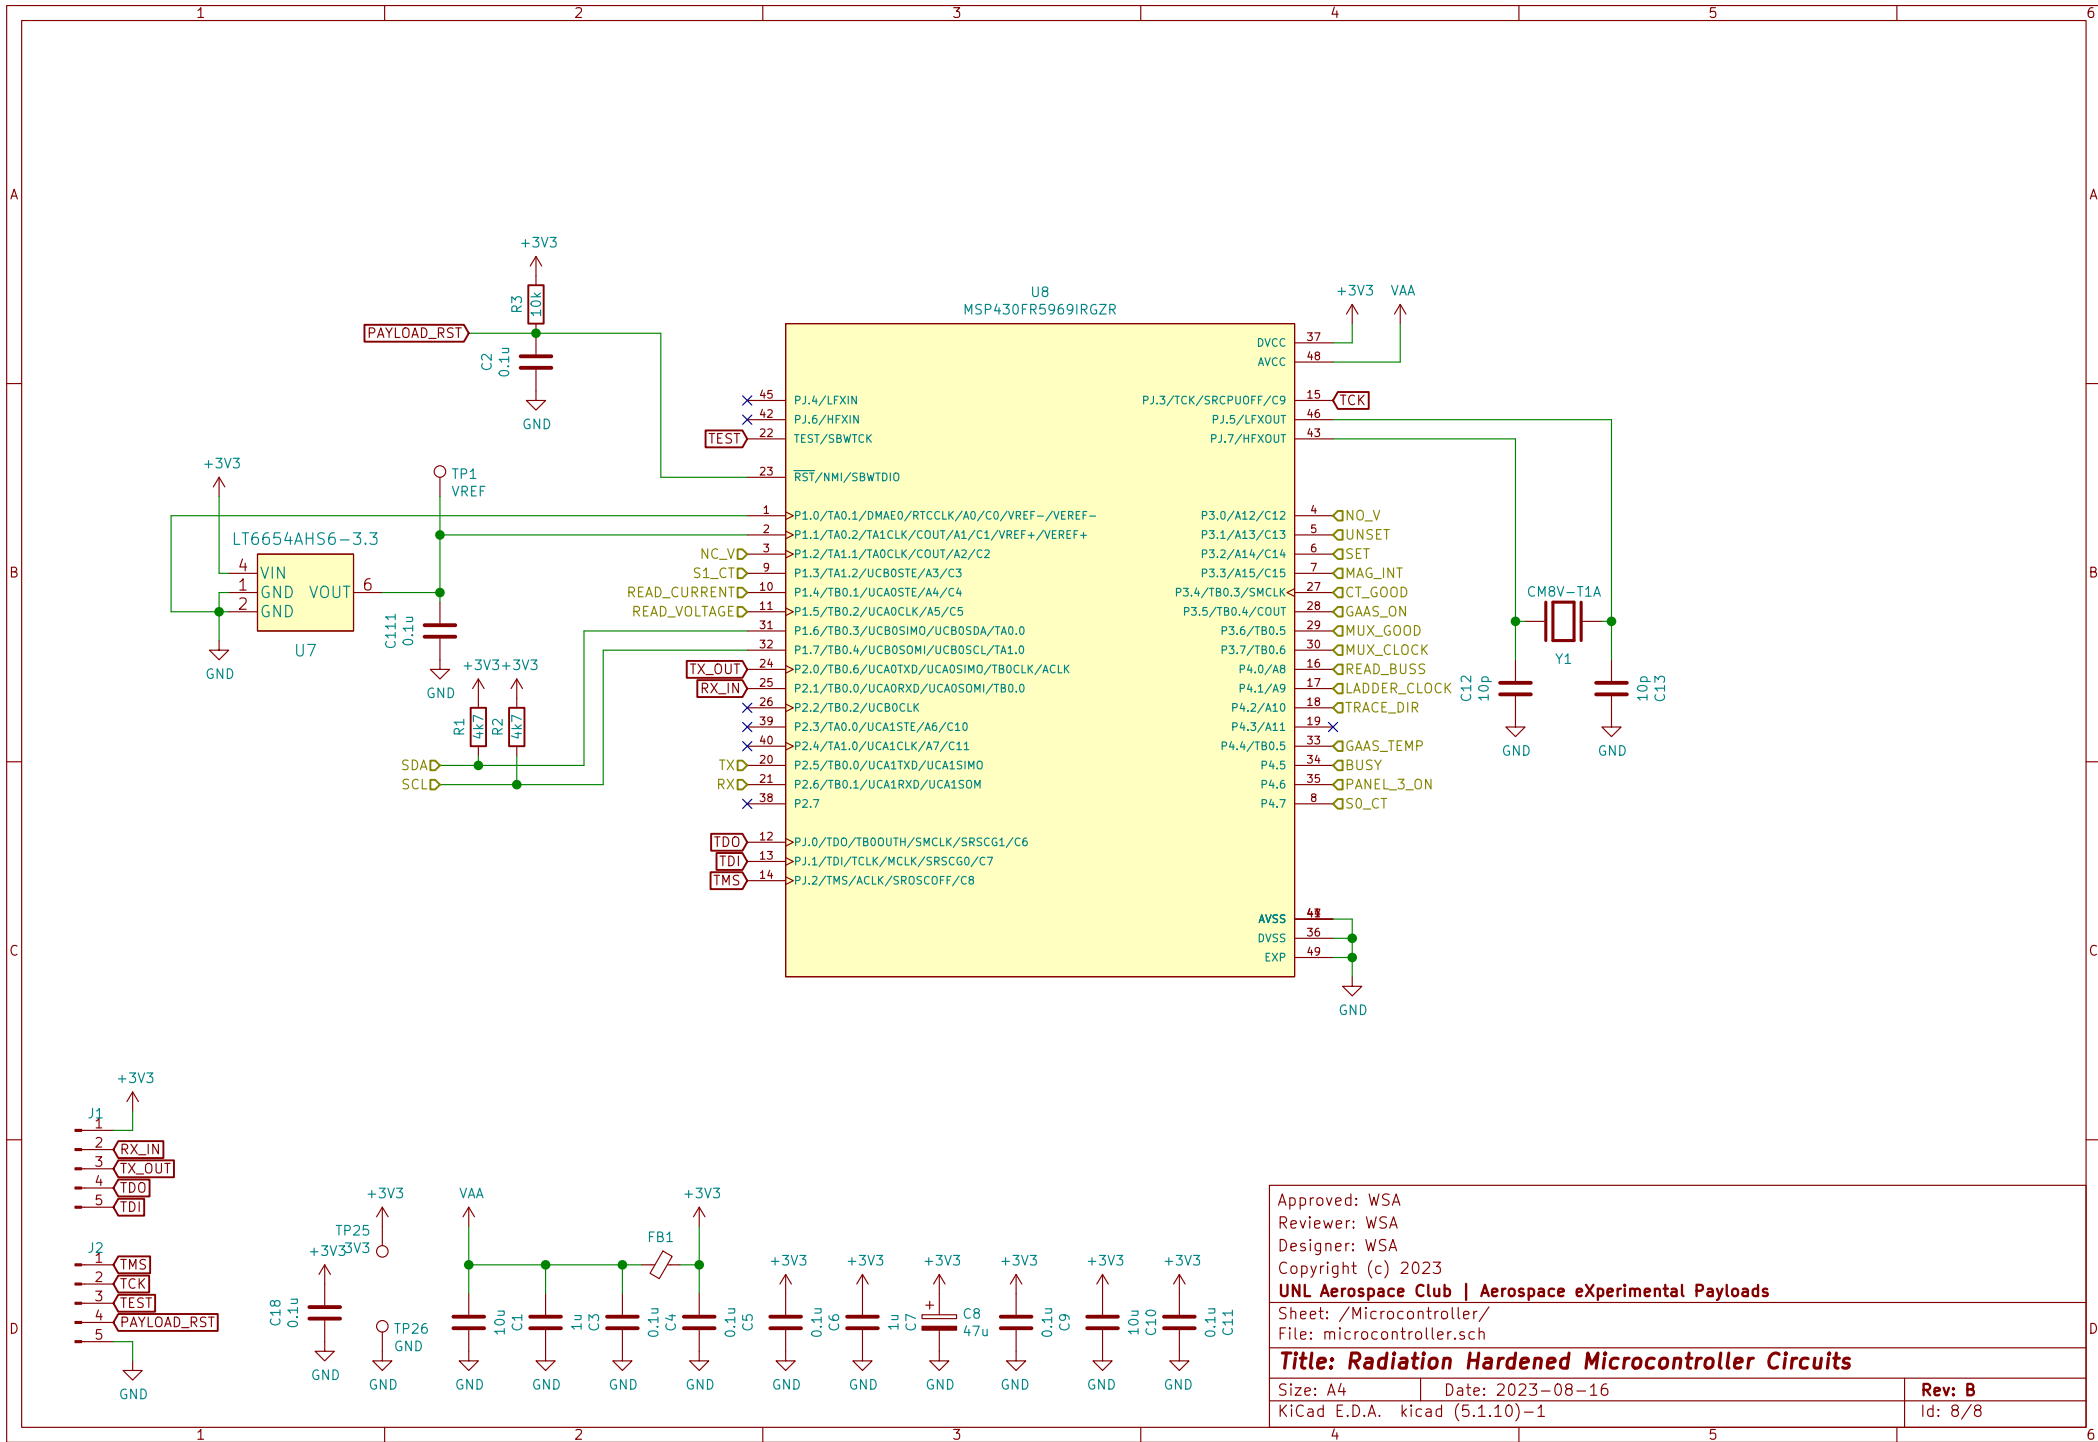 1 2 3 4 5 6
A
A
B
B
C
C
D
D
+3V3
R3
10k
PAYLOAD_RST
C2
0.1u
GND
+3V3
TP1
VREF
LT6654AHS6-3.3
4 VIN
1 GND VOUT 6
2 GND
U7
GND
C111
0.1u
GND
+3V3 +3V3
R1
4k7
R2
4k7
SDA
SCL
U8
MSP430FR5969IRGZR
45 PJ.4/LFXIN
42 PJ.6/HFXIN
TEST 22 TEST/SBWTCK
23 RST/NMI/SBWTDIO
1 P1.0/TA0.1/DMAE0/RTCCLK/A0/C0/VREF-/VEREF-
2 P1.1/TA0.2/TA1CLK/COUT/A1/C1/VREF+/VEREF+
NC_V 3 P1.2/TA1.1/TA0CLK/COUT/A2/C2
S1_CT 9 P1.3/TA1.2/UCB0STE/A3/C3
READ_CURRENT 10 P1.4/TB0.1/UCA0STE/A4/C4
READ_VOLTAGE 11 P1.5/TB0.2/UCA0CLK/A5/C5
31 P1.6/TB0.3/UCB0SIMO/UCB0SDA/TA0.0
32 P1.7/TB0.4/UCB0SOMI/UCB0SCL/TA1.0
TX_OUT 24 P2.0/TB0.6/UCA0TXD/UCA0SIMO/TB0CLK/ACLK
RX_IN 25 P2.1/TB0.0/UCA0RXD/UCA0SOMI/TB0.0
26 P2.2/TB0.2/UCB0CLK
39 P2.3/TA0.0/UCA1STE/A6/C10
40 P2.4/TA1.0/UCA1CLK/A7/C11
TX 20 P2.5/TB0.0/UCA1TXD/UCA1SIMO
RX 21 P2.6/TB0.1/UCA1RXD/UCA1SOM
38 P2.7
TDO 12 PJ.0/TDO/TB0OUTH/SMCLK/SRSCG1/C6
TDI 13 PJ.1/TDI/TCLK/MCLK/SRSCG0/C7
TMS 14 PJ.2/TMS/ACLK/SROSCOFF/C8
+3V3 VAA
DVCC 37
AVCC 48
PJ.3/TCK/SRCPUOFF/C9 15 TCK
PJ.5/LFXOUT 46
PJ.7/HFXOUT 43
P3.0/A12/C12 4 NO_V
P3.1/A13/C13 5 UNSET
P3.2/A14/C14 6 SET
P3.3/A15/C15 7 MAG_INT
P3.4/TB0.3/SMCLK 27 CT_GOOD
P3.5/TB0.4/COUT 28 GAAS_ON
P3.6/TB0.5 29 MUX_GOOD
P3.7/TB0.6 30 MUX_CLOCK
P4.0/A8 16 READ_BUSS
P4.1/A9 17 LADDER_CLOCK
P4.2/A10 18 TRACE_DIR
P4.3/A11 19
P4.4/TB0.5 33 GAAS_TEMP
P4.5 34 BUSY
P4.6 35 PANEL_3_ON
P4.7 8 S0_CT
AVSS
DVSS 36
EXP 49
GND
CM8V-T1A
Y1
C12
10p
10p
C13
GND GND
+3V3
J1
1
2 RX_IN
3 TX_OUT
4 TDO
5 TDI
J2
1 TMS
2 TCK
3 TEST
4 PAYLOAD_RST
5
GND
+3V3
C18
0.1u
GND
+3V3
TP25
3V3
TP26
GND
GND
VAA +3V3
FB1
10u
C1
1u
C3
0.1u
C4
0.1u
C5
GND GND GND GND
+3V3 +3V3 +3V3 +3V3 +3V3 +3V3
0.1u
C6
1u
C7
+
C8
47u
0.1u
C9
10u
C10
0.1u
C11
GND GND GND GND GND GND
Approved: WSA
Reviewer: WSA
Designer: WSA
Copyright (c) 2023
UNL Aerospace Club | Aerospace eXperimental Payloads
Sheet: /Microcontroller/
File: microcontroller.sch
Title: Radiation Hardened Microcontroller Circuits
Size: A4 Date: 2023-08-16 Rev: B
KiCad E.D.A. kicad (5.1.10)-1 Id: 8/8
1 2 3 4 5 6